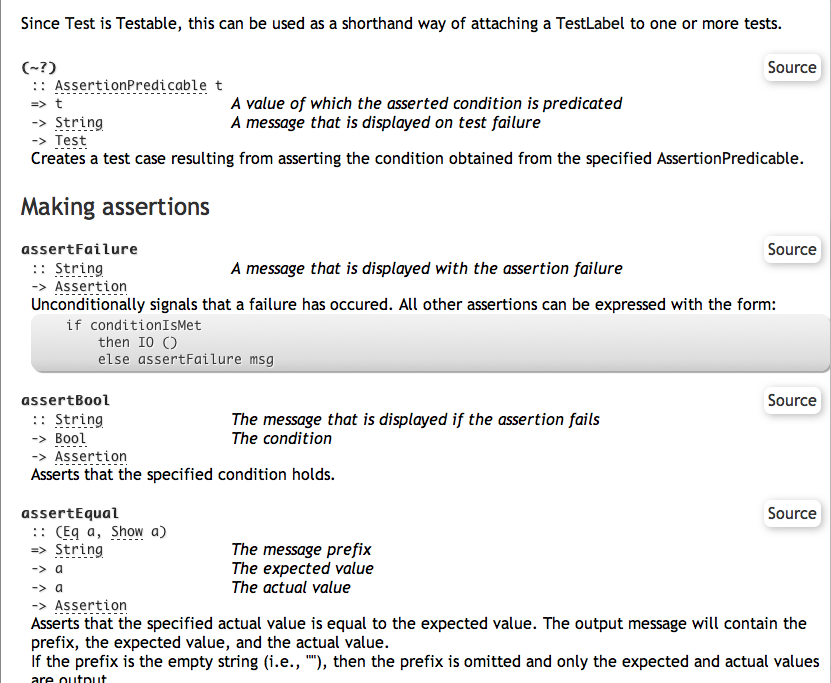 Since Test is Testable, this can be used as a shorthand way of attaching a TestLabel to one or more tests.
(~?) Source
:: AssertionPredicable t
=> t A value of which the asserted condition is predicated
-> String A message that is displayed on test failure
-> Test
Creates a test case resulting from asserting the condition obtained from the specified AssertionPredicable.
Making assertions
assertFailure Source
:: String A message that is displayed with the assertion failure
-> Assertion
Unconditionally signals that a failure has occured. All other assertions can be expressed with the form:
if conditionIsMet
then IO ()
else assertFailure msg
assertBool Source
:: String The message that is displayed if the assertion fails
-> Bool The condition
-> Assertion
Asserts that the specified condition holds.
assertEqual Source
:: (Eq a, Show a)
=> String The message prefix
-> a The expected value
-> a The actual value
-> Assertion
Asserts that the specified actual value is equal to the expected value. The output message will contain the
prefix, the expected value, and the actual value.
If the prefix is the empty string (i.e., ""), then the prefix is omitted and only the expected and actual values
are output